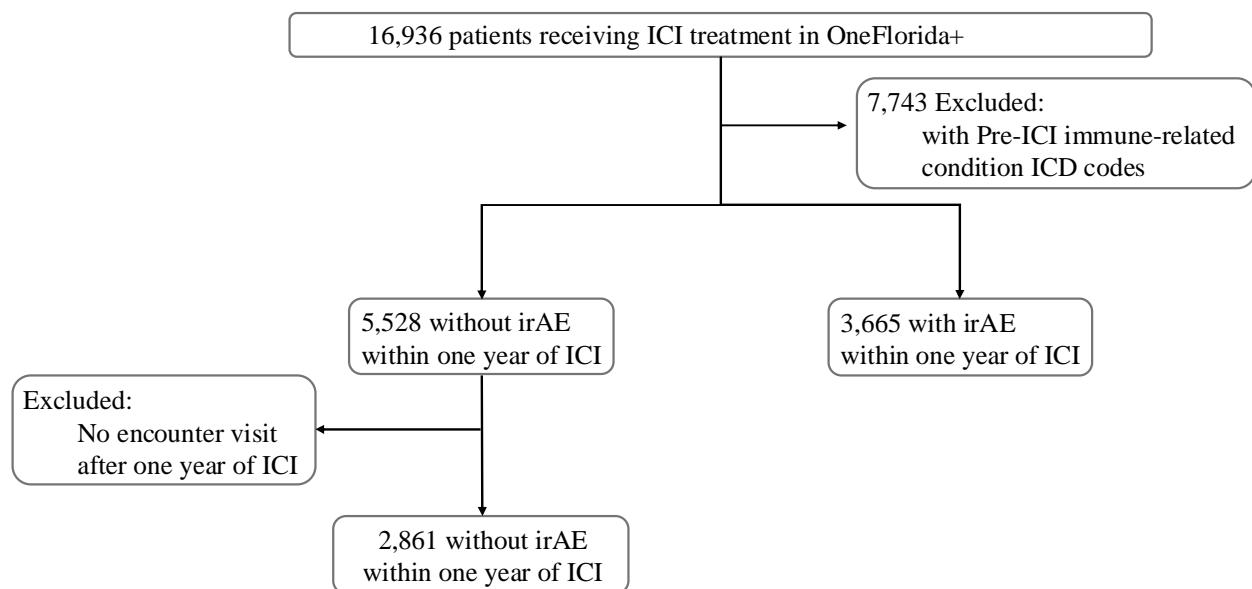 16,936 patients receiving ICI treatment in OneFlorida+
7,743 Excluded:
with Pre-ICI immune-related
condition ICD codes
5,528 without irAE
within one year of ICI
3,665 with irAE
within one year of ICI
Excluded:
No encounter visit
after one year of ICI
2,861 without irAE
within one year of ICI